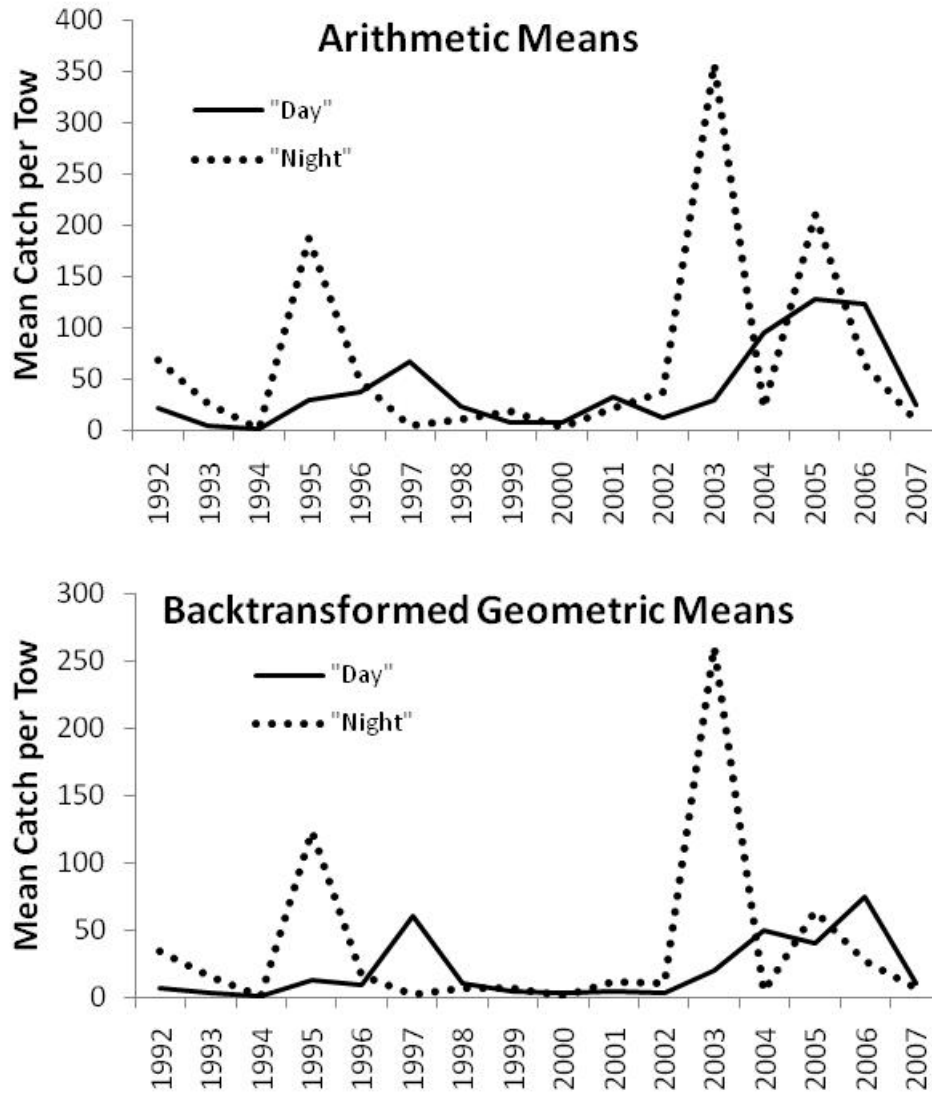 Arithmetic Means
Mean Catch per Tow
400
350
300
250
200
150
100
50
0
"Day"
"Night"
1992 1993 1994 1995 1996 1997 1998 1999 2000 2001 2002 2003 2004 2005 2006 2007
Backtransformed Geometric Means
Mean Catch per Tow
300
250
200
150
100
50
0
"Day"
"Night"
1992 1993 1994 1995 1996 1997 1998 1999 2000 2001 2002 2003 2004 2005 2006 2007